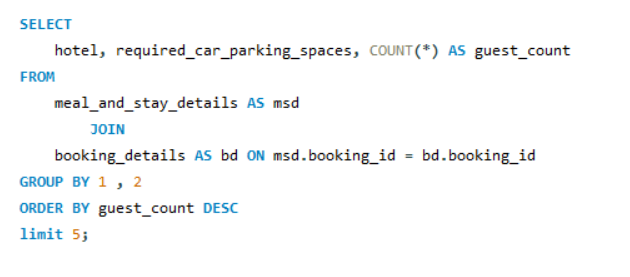 SELECT
hotel, required_car_parking_spaces, COUNT(*) AS guest_count
FROM
meal_and_stay_details AS msd
JOIN
booking_details AS bd ON msd.booking_id = bd.booking_id
GROUP BY 1 , 2
ORDER BY guest_count DESC
limit 5;